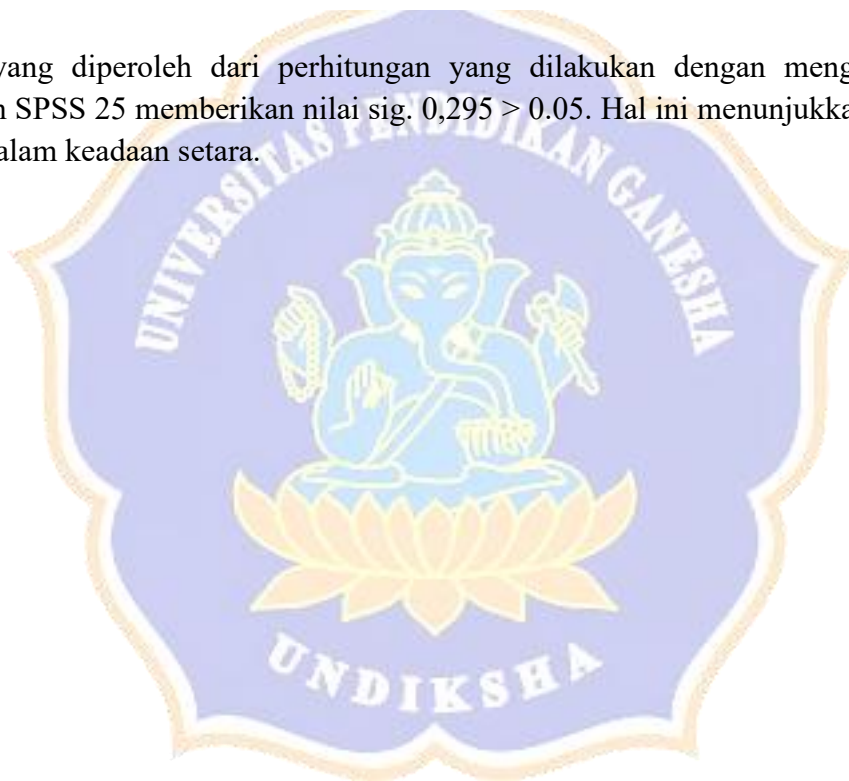 yang diperoleh dari perhitungan yang dilakukan dengan meng
SPSS 25 memberikan nilai sig. 0,295 > 0.05. Hal ini menunjukka
alam keadaan setara.
UNIVERSITAS PENDIDIKAN GANESHA
UNDIKSHA